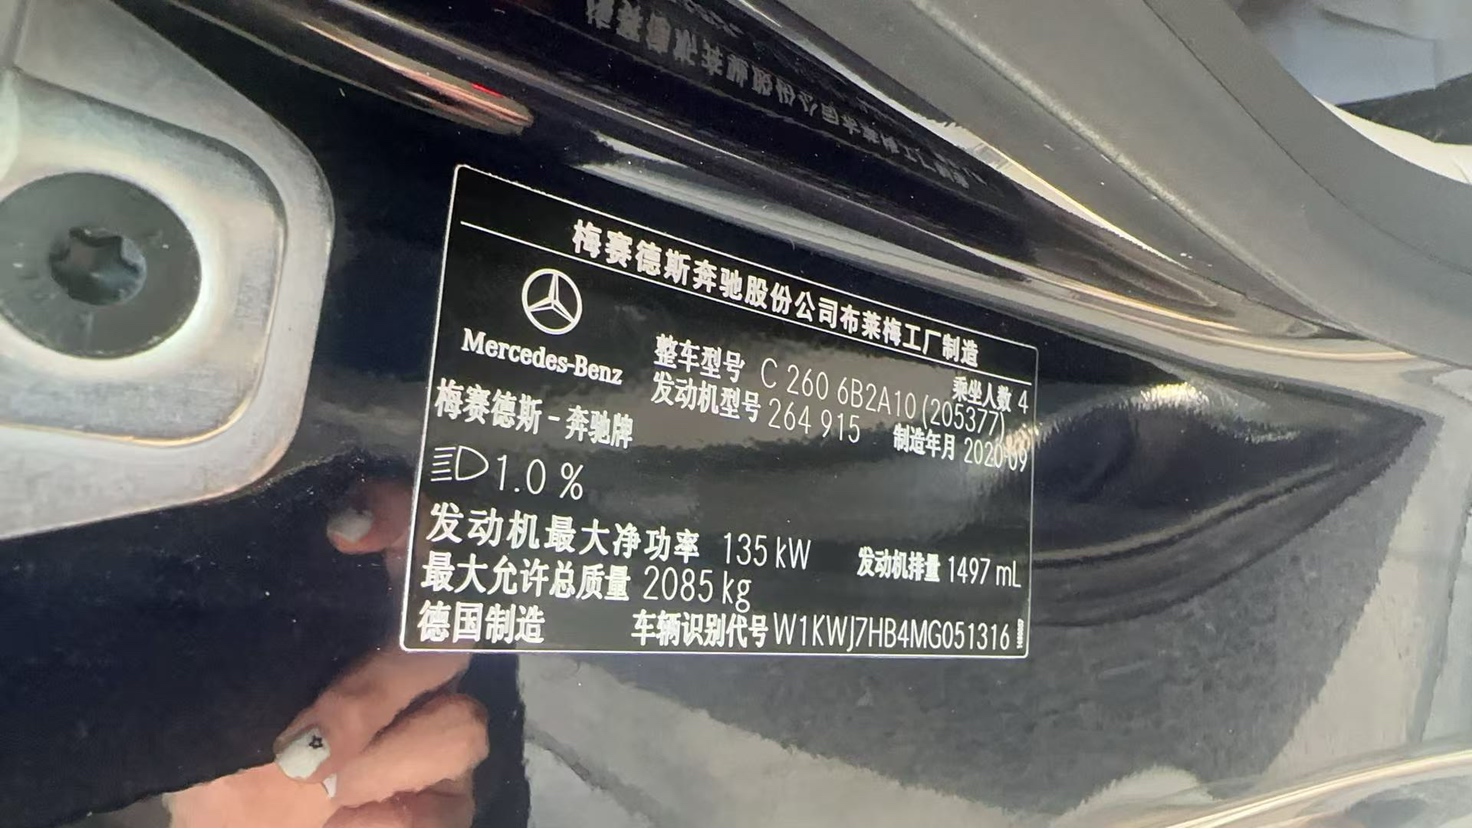 梅赛德斯奔驰股份公司布莱梅工厂制造
Mercedes-Benz
整车型号 C 260 6B2A10 (205377)
乘坐人数 4
发动机型号 264 915
制造年月 2020-09
梅赛德斯-奔驰牌
1.0 %
发动机最大净功率 135 kW
发动机排量 1497 mL
最大允许总质量 2085 kg
德国制造
车辆识别代号 W1KWJ7HB4MG051316